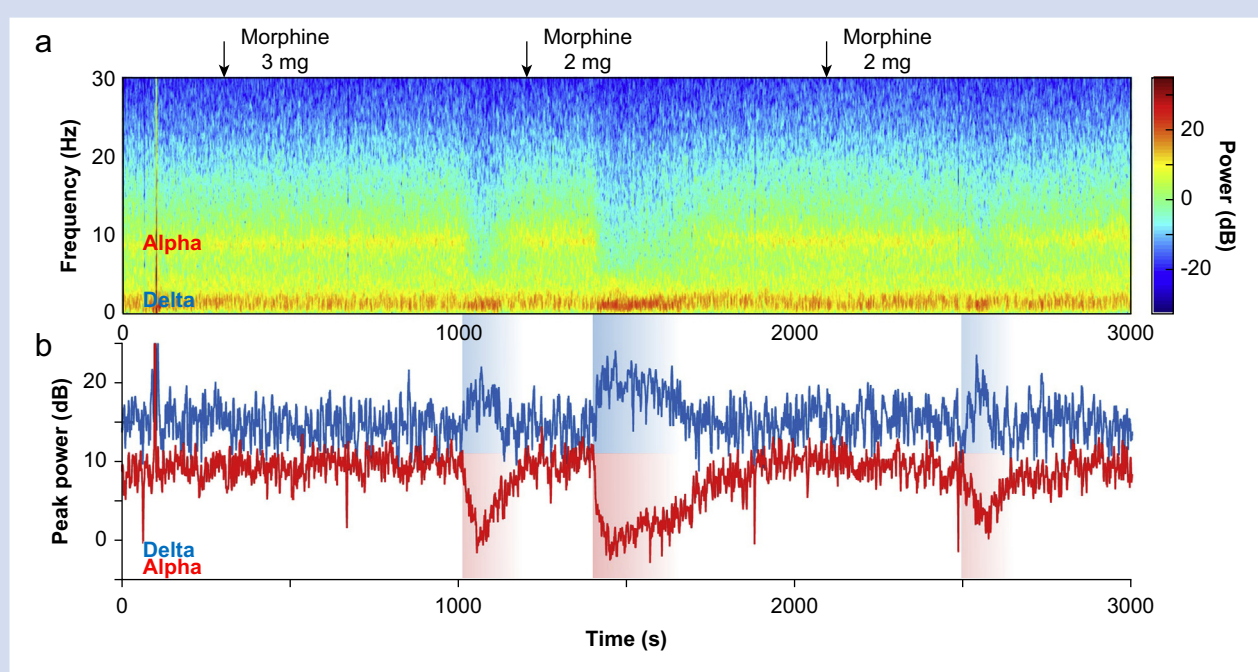 a
Morphine
3 mg
Morphine
2 mg
Morphine
2 mg
30
20
10
0
Frequency (Hz)
Alpha
Delta
0
1000
2000
3000
20
0
-20
Power (dB)
b
20
10
0
Peak power (dB)
Delta
Alpha
0
1000
2000
3000
Time (s)